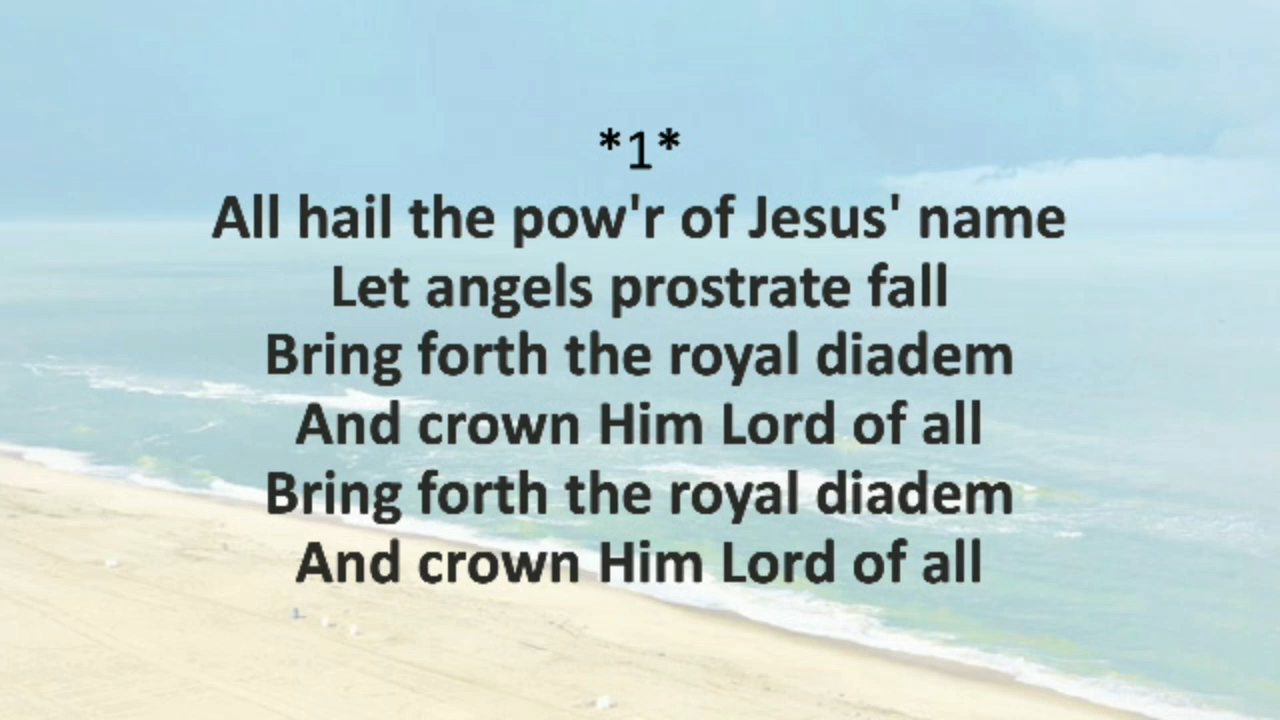 *1*
All hail the pow'r of Jesus' name
Let angels prostrate fall
Bring forth the royal diadem
And crown Him Lord of all
Bring forth the royal diadem
And crown Him Lord of all